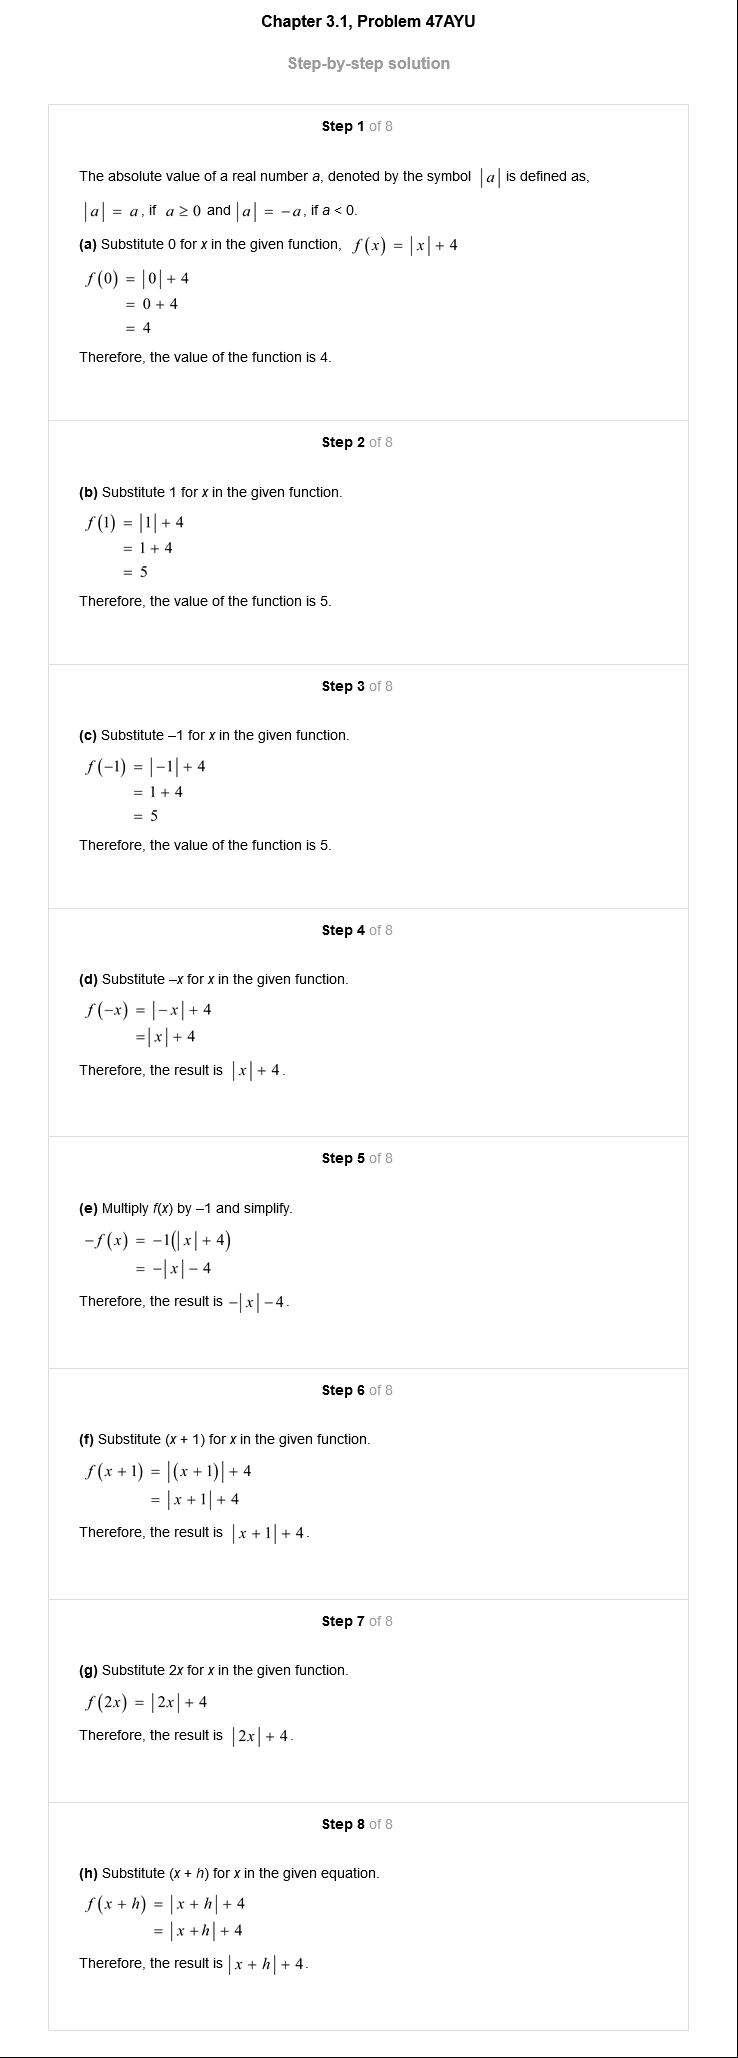 Chapter 3.1, Problem 47AYU
Step-by-step solution
Step 1 of 8
The absolute value of a real number a, denoted by the symbol |a| is defined as,
|a| = a, if a ≥ 0 and |a| = −a, if a < 0.
(a) Substitute 0 for x in the given function, f(x) = |x| + 4
f(0) = |0| + 4
= 0 + 4
= 4
Therefore, the value of the function is 4.
Step 2 of 8
(b) Substitute 1 for x in the given function.
f(1) = |1| + 4
= 1 + 4
= 5
Therefore, the value of the function is 5.
Step 3 of 8
(c) Substitute –1 for x in the given function.
f(−1) = |−1| + 4
= 1 + 4
= 5
Therefore, the value of the function is 5.
Step 4 of 8
(d) Substitute –x for x in the given function.
f(−x) = |−x| + 4
=|x| + 4
Therefore, the result is |x| + 4.
Step 5 of 8
(e) Multiply f(x) by –1 and simplify.
−f(x) = −1(|x| + 4)
= −|x| − 4
Therefore, the result is −|x| − 4.
Step 6 of 8
(f) Substitute (x + 1) for x in the given function.
f(x + 1) = |(x + 1)| + 4
= |x + 1| + 4
Therefore, the result is |x + 1| + 4.
Step 7 of 8
(g) Substitute 2x for x in the given function.
f(2x) = |2x| + 4
Therefore, the result is |2x| + 4.
Step 8 of 8
(h) Substitute (x + h) for x in the given equation.
f(x + h) = |x + h| + 4
= |x + h| + 4
Therefore, the result is |x + h| + 4.